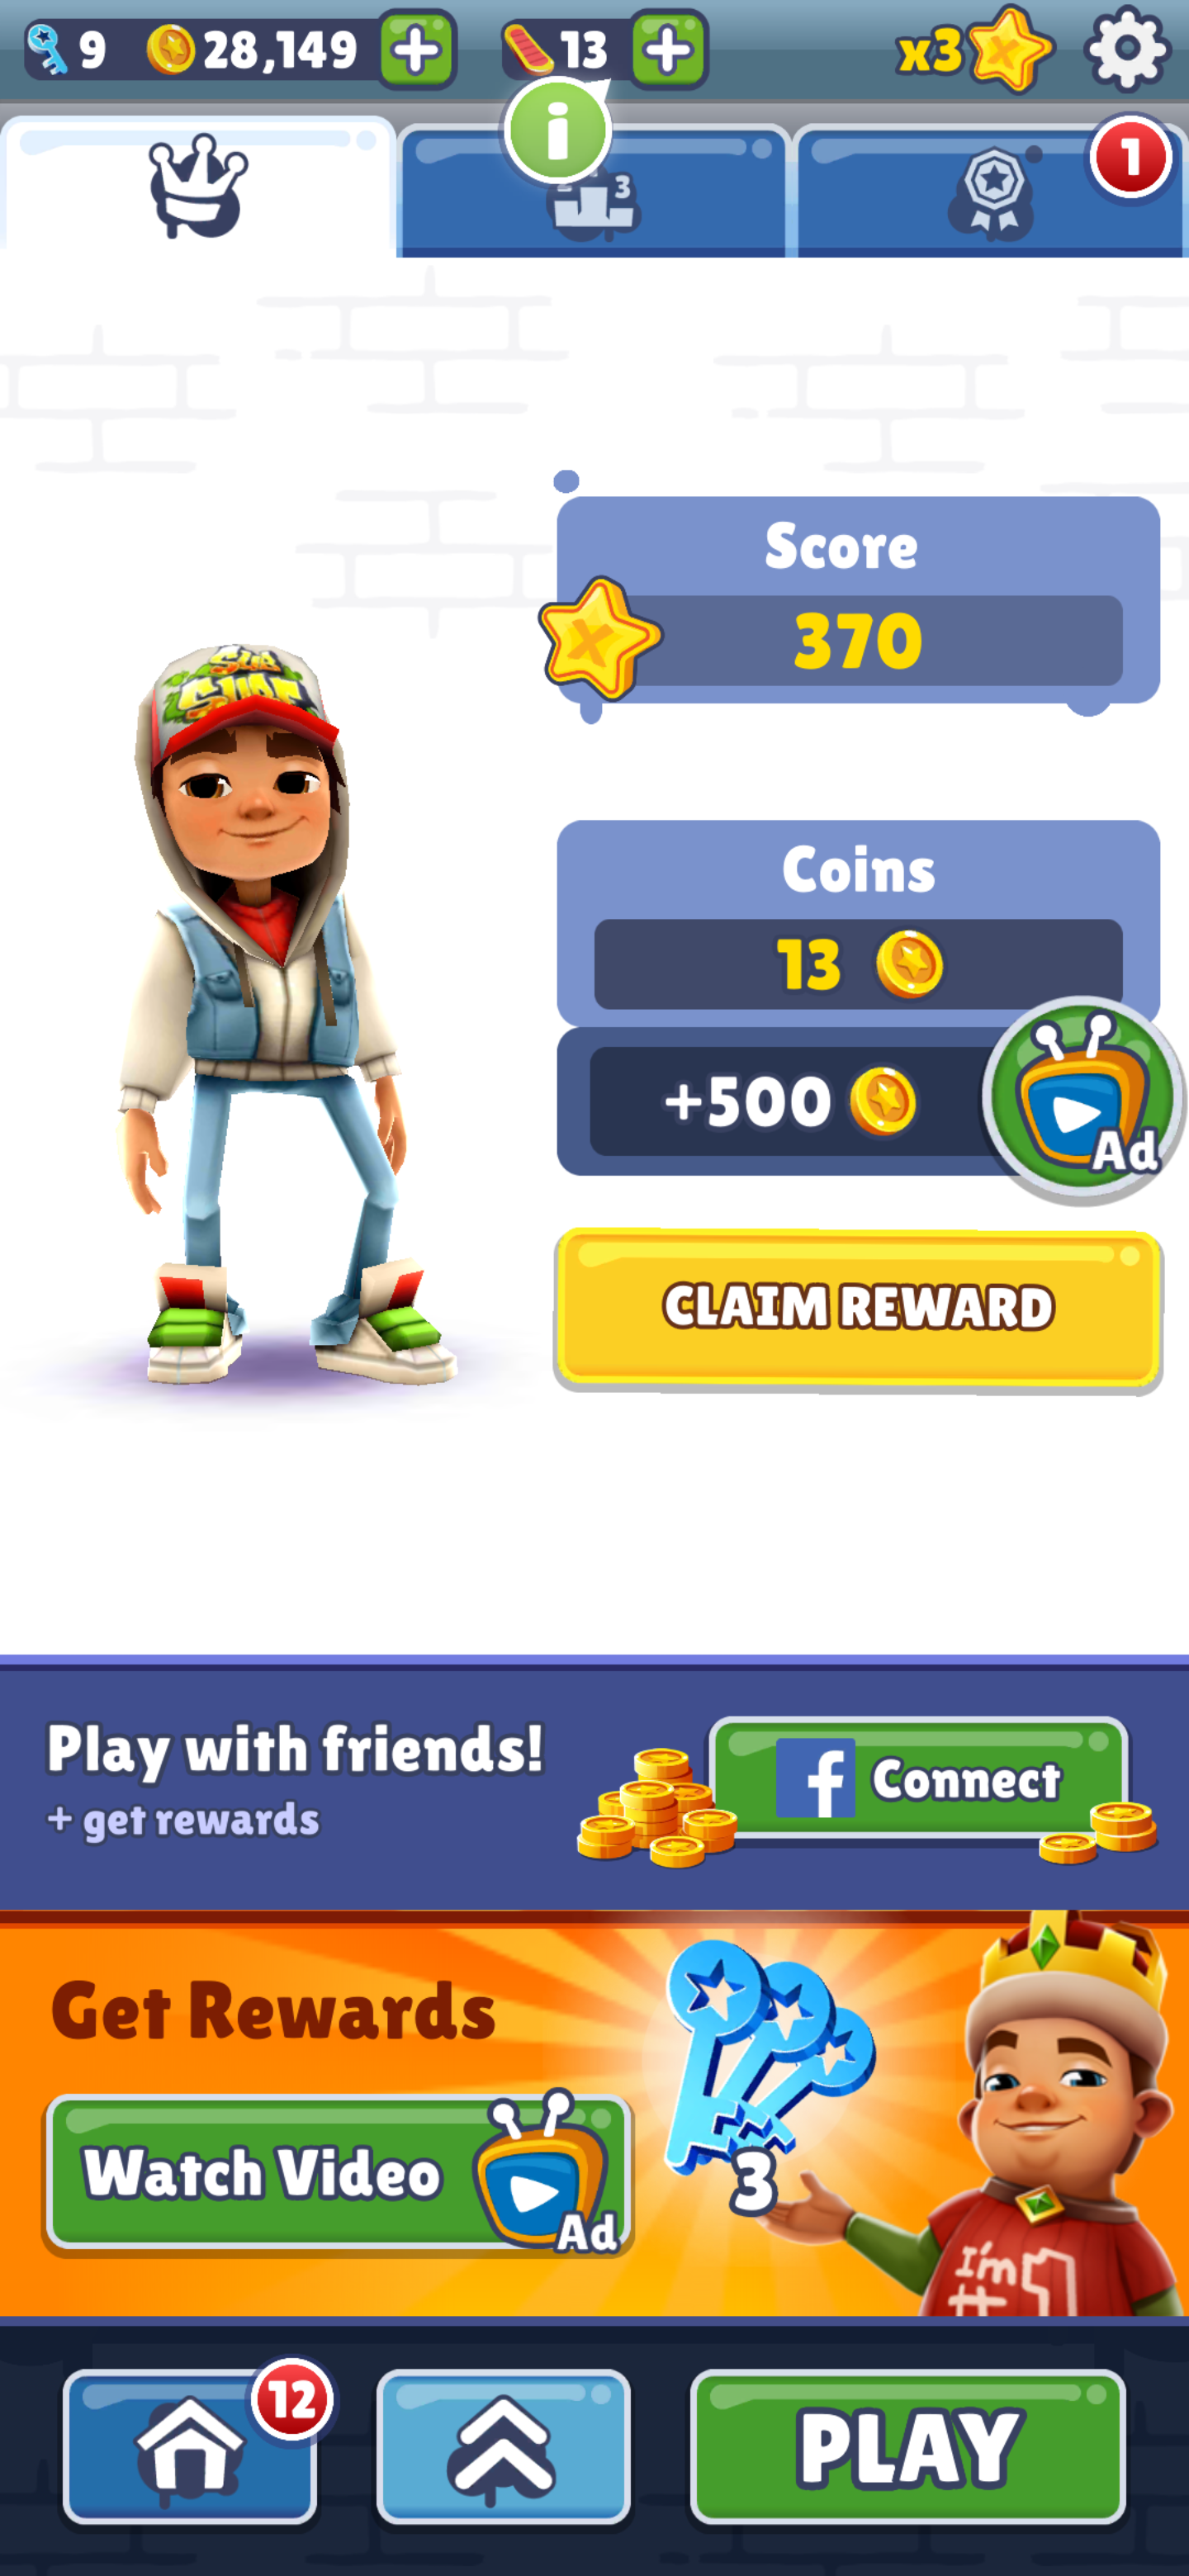 9
28,149
13
x3
i
1
3
Score
370
Coins
13
+500
Ad
CLAIM REWARD
Play with friends!
+ get rewards
f Connect
Get Rewards
Watch Video
Ad
3
I'm
#1
12
PLAY